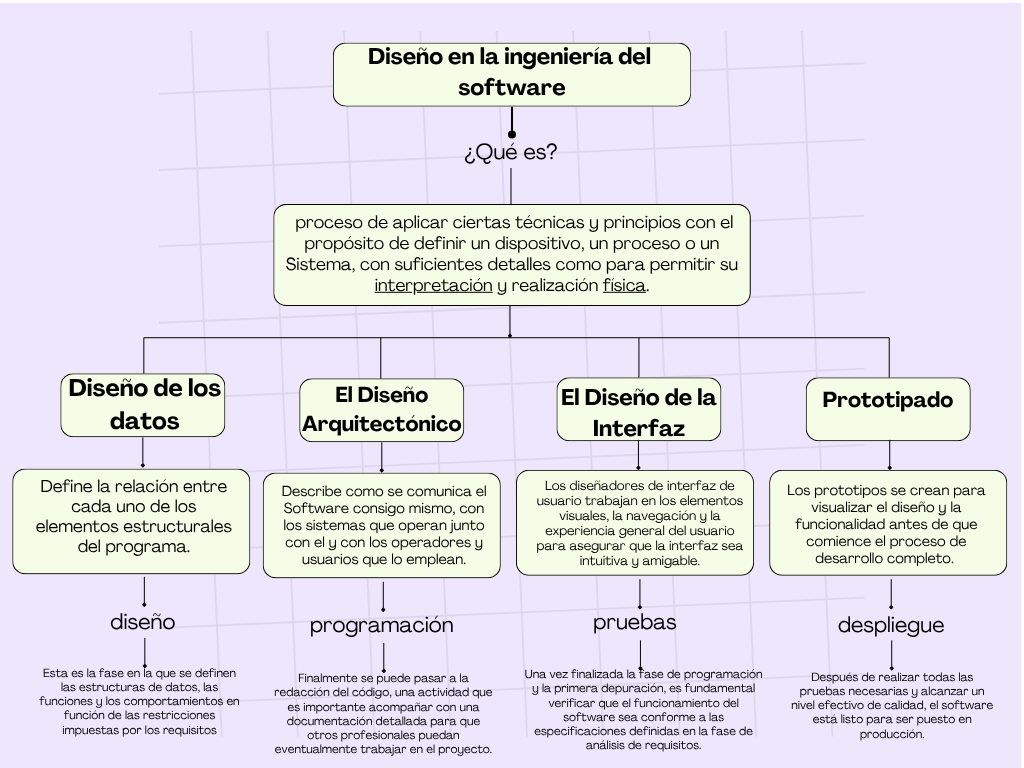 Diseño en la ingeniería del
software
¿Qué es?
proceso de aplicar ciertas técnicas y principios con el
propósito de definir un dispositivo, un proceso o un
Sistema, con suficientes detalles como para permitir su
interpretación y realización física.
Diseño de los
datos
Define la relación entre
cada uno de los
elementos estructurales
del programa.
diseño
Esta es la fase en la que se definen
las estructuras de datos, las
funciones y los comportamientos en
función de las restricciones
impuestas por los requisitos
El Diseño
Arquitectónico
Describe como se comunica el
Software consigo mismo, con
los sistemas que operan junto
con el y con los operadores y
usuarios que lo emplean.
programación
Finalmente se puede pasar a la
redacción del código, una actividad que
es importante acompañar con una
documentación detallada para que
otros profesionales puedan
eventualmente trabajar en el proyecto.
El Diseño de la
Interfaz
Los diseñadores de interfaz de
usuario trabajan en los elementos
visuales, la navegación y la
experiencia general del usuario
para asegurar que la interfaz sea
intuitiva y amigable.
pruebas
Una vez finalizada la fase de programación
y la primera depuración, es fundamental
verificar que el funcionamiento del
software sea conforme a las
especificaciones definidas en la fase de
análisis de requisitos.
Prototipado
Los prototipos se crean para
visualizar el diseño y la
funcionalidad antes de que
comience el proceso de
desarrollo completo.
despliegue
Después de realizar todas las
pruebas necesarias y alcanzar un
nivel efectivo de calidad, el software
está listo para ser puesto en
producción.